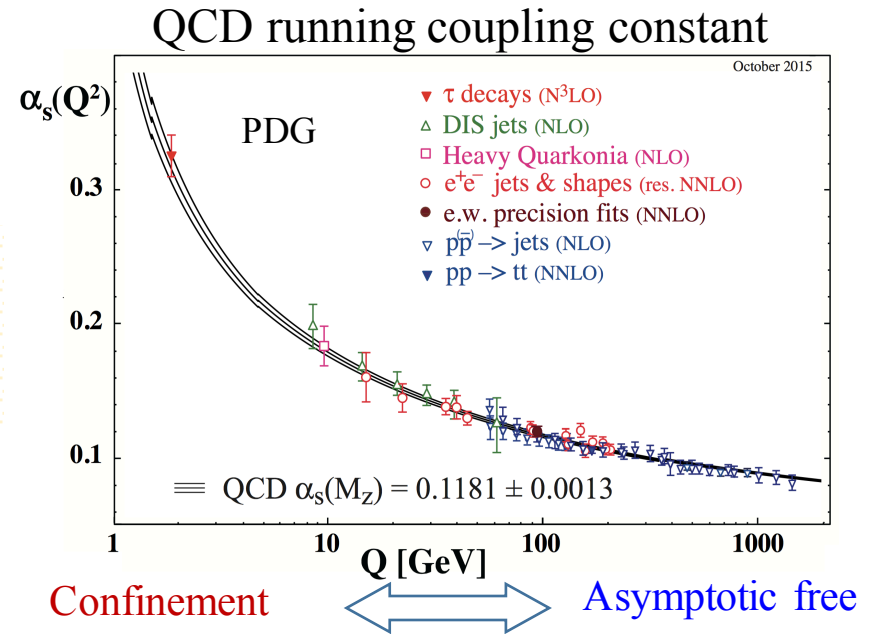 QCD running coupling constant
October 2015
αs(Q²)
PDG
τ decays (N³LO)
DIS jets (NLO)
Heavy Quarkonia (NLO)
e⁺e⁻ jets & shapes (res. NNLO)
e.w. precision fits (NNLO)
pp(‾) –> jets (NLO)
pp –> tt (NNLO)
0.3
0.2
0.1
QCD αs(Mz) = 0.1181 ± 0.0013
1 10 100 1000
Q [GeV]
Confinement
Asymptotic free